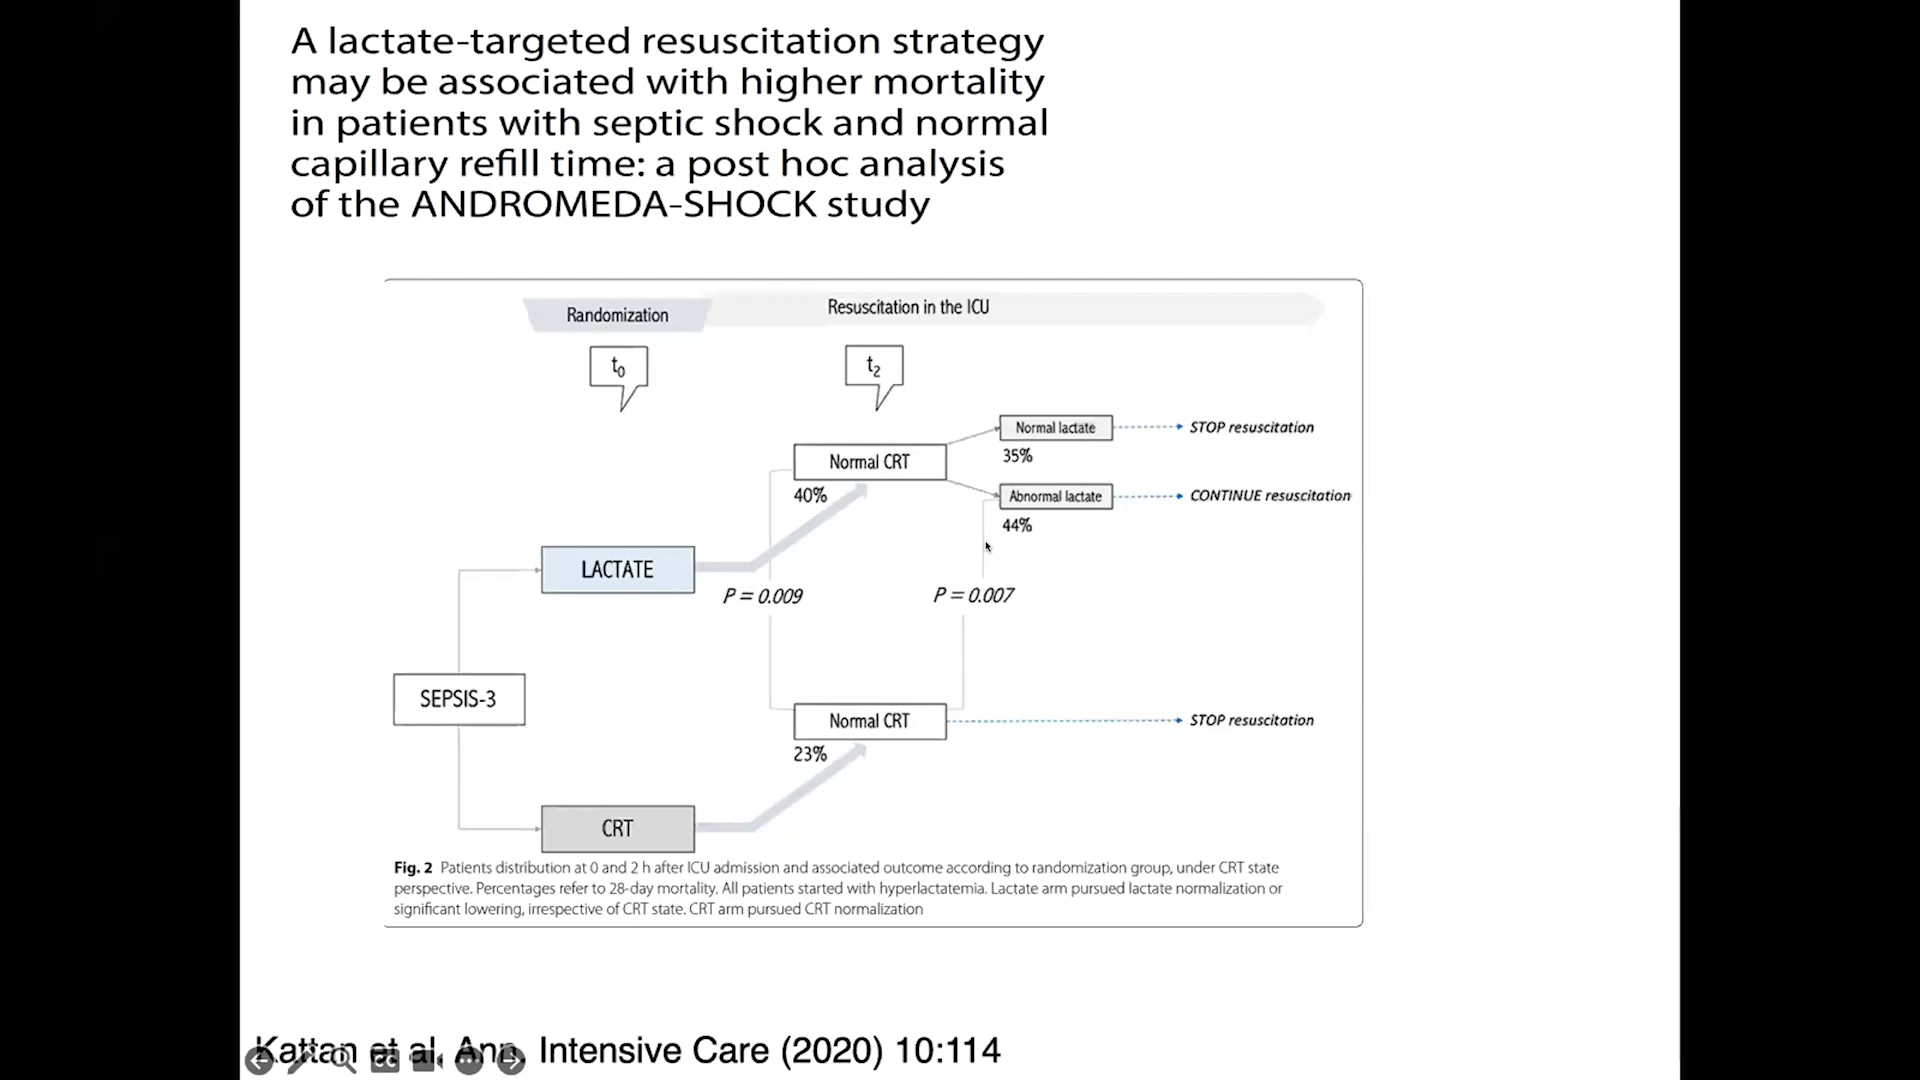 A lactate-targeted resuscitation strategy
may be associated with higher mortality
in patients with septic shock and normal
capillary refill time: a post hoc analysis
of the ANDROMEDA-SHOCK study
Randomization
Resuscitation in the ICU
t0
t2
Normal lactate
STOP resuscitation
35%
Normal CRT
40%
Abnormal lactate
CONTINUE resuscitation
44%
LACTATE
P = 0.009
P = 0.007
SEPSIS-3
Normal CRT
STOP resuscitation
23%
CRT
Fig. 2 Patients distribution at 0 and 2 h after ICU admission and associated outcome according to randomization group, under CRT state
perspective. Percentages refer to 28-day mortality. All patients started with hyperlactatemia. Lactate arm pursued lactate normalization or
significant lowering, irrespective of CRT state. CRT arm pursued CRT normalization
Kattan et al. Ann. Intensive Care (2020) 10:114
CC